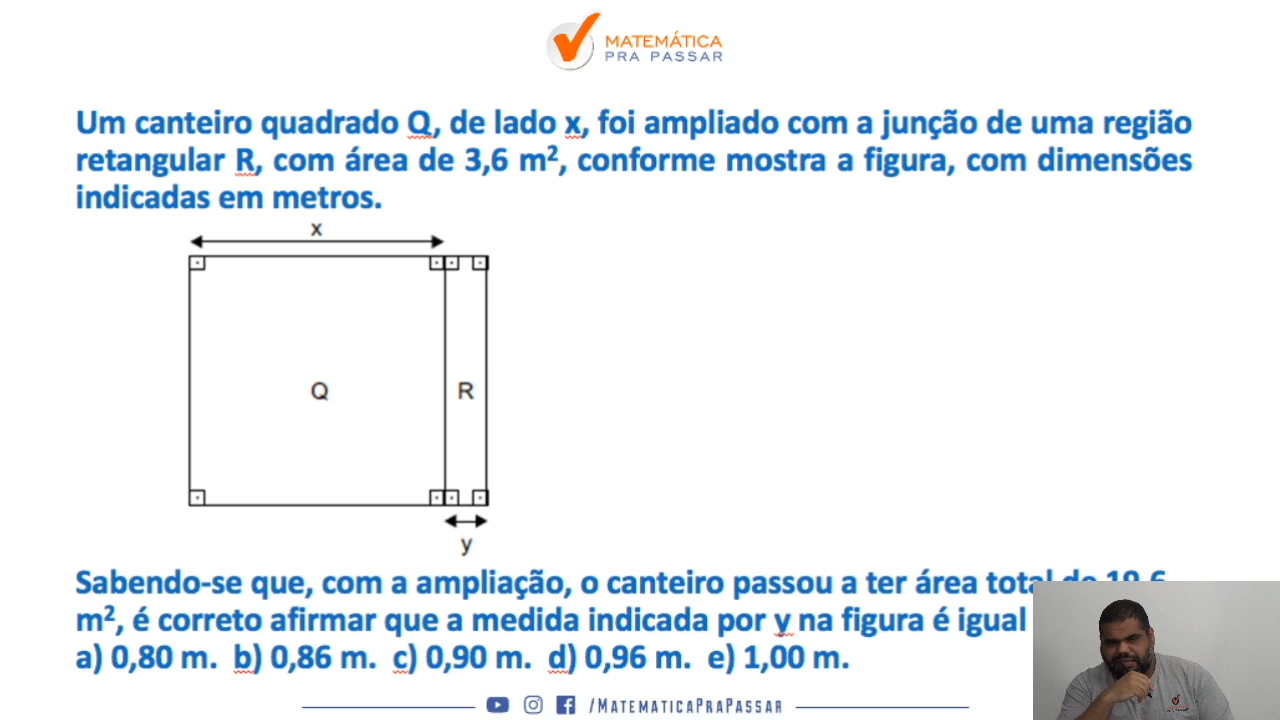 MATEMÁTICA
PRA PASSAR
Um canteiro quadrado Q, de lado x, foi ampliado com a junção de uma região
retangular R, com área de 3,6 m², conforme mostra a figura, com dimensões
indicadas em metros.
x
Q R
y
Sabendo-se que, com a ampliação, o canteiro passou a ter área total de 19,6
m², é correto afirmar que a medida indicada por y na figura é igual
a) 0,80 m. b) 0,86 m. c) 0,90 m. d) 0,96 m. e) 1,00 m.
/MATEMATICAPRAPASSAR